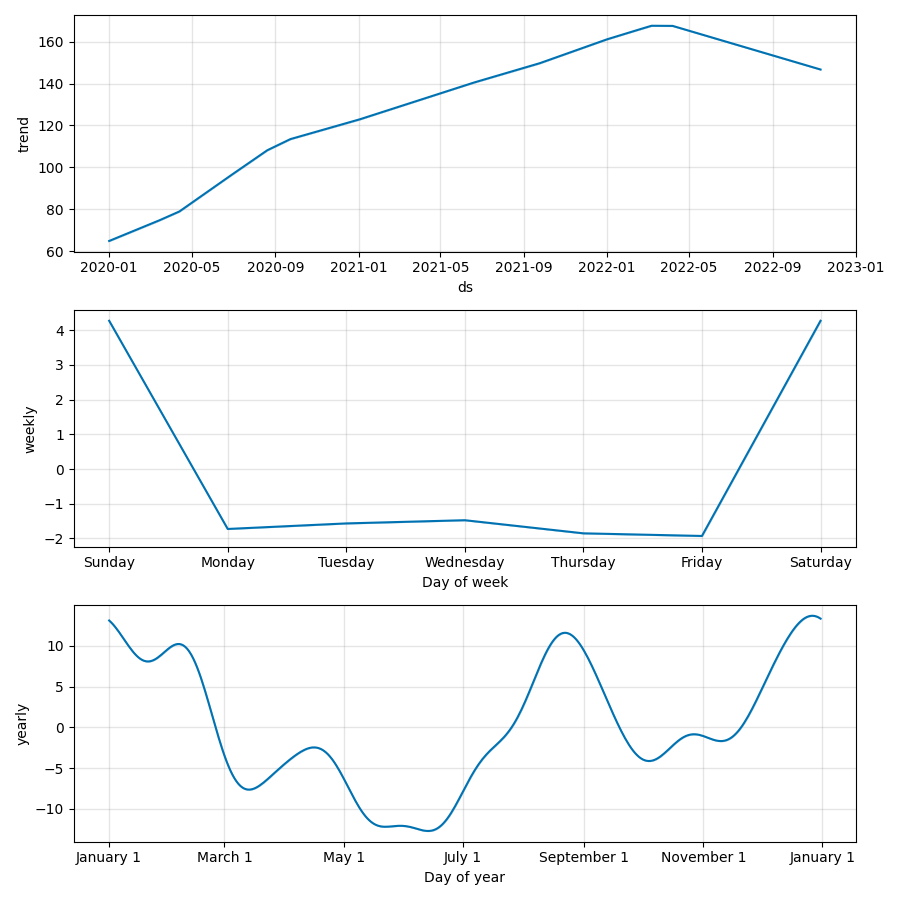 160
140
120
100
80
60
trend
2020-01 2020-05 2020-09 2021-01 2021-05 2021-09 2022-01 2022-05 2022-09 2023-01
ds
4
3
2
1
0
−1
−2
weekly
Sunday Monday Tuesday Wednesday Thursday Friday Saturday
Day of week
10
5
0
−5
−10
yearly
January 1 March 1 May 1 July 1 September 1 November 1 January 1
Day of year